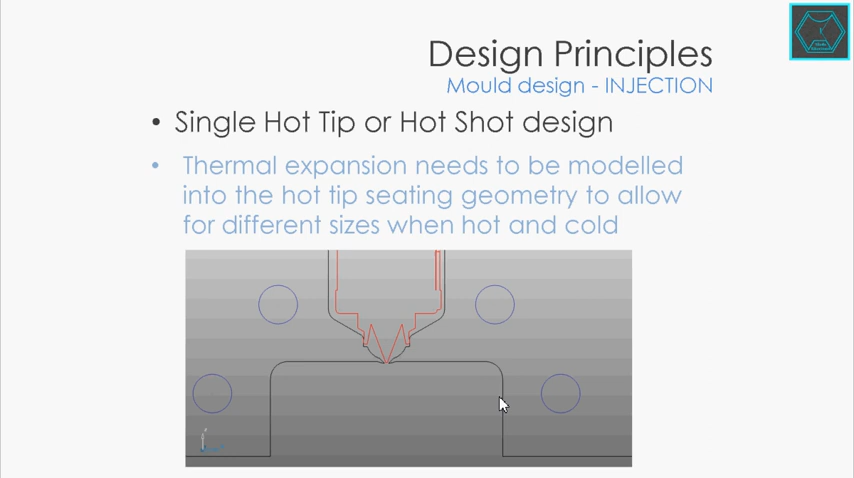 Design Principles
Mould design - INJECTION
• Single Hot Tip or Hot Shot design
• Thermal expansion needs to be modelled
into the hot tip seating geometry to allow
for different sizes when hot and cold